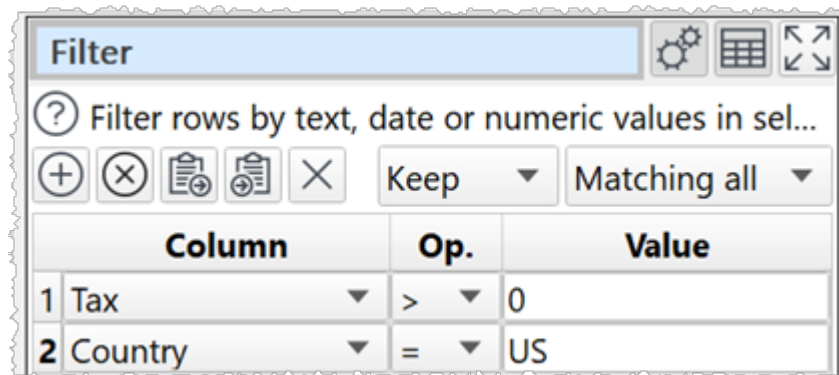 Filter
Filter rows by text, date or numeric values in sel...
Keep Matching all
Column Op. Value
1 Tax > 0
2 Country = US